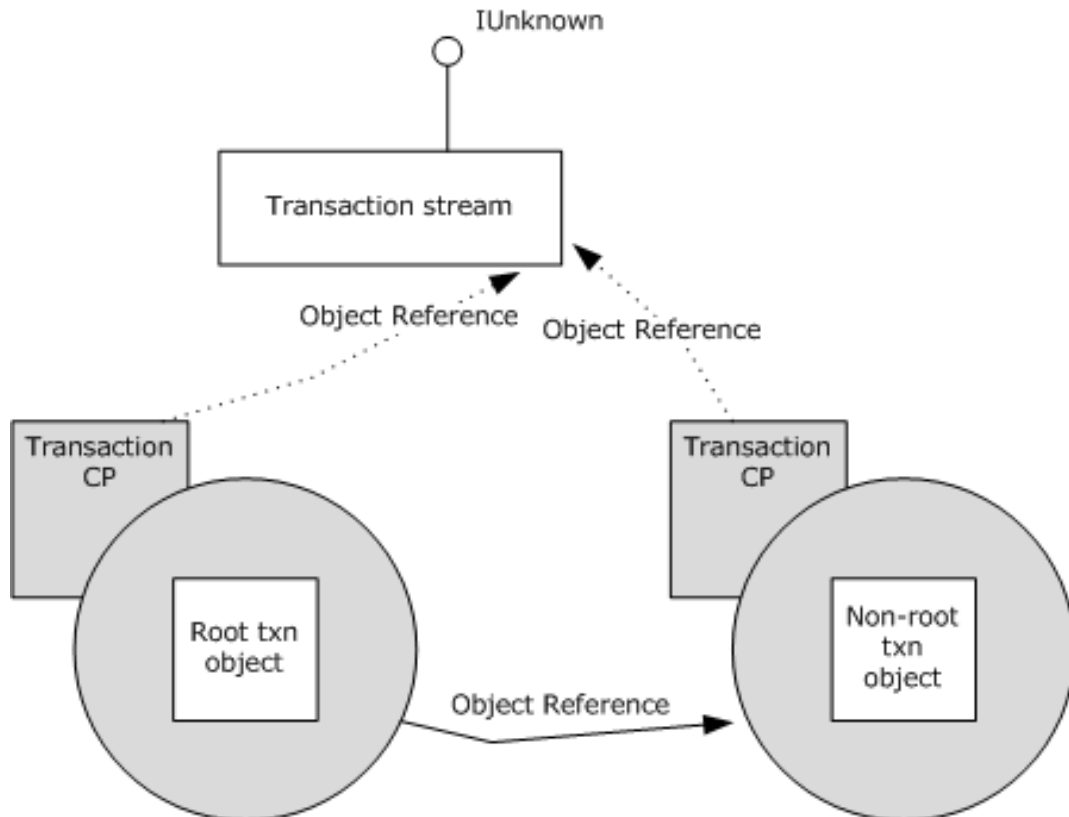 IUnknown
Transaction stream
Object Reference
Object Reference
Transaction
CP
Transaction
CP
Root txn
object
Non-root
txn
object
Object Reference